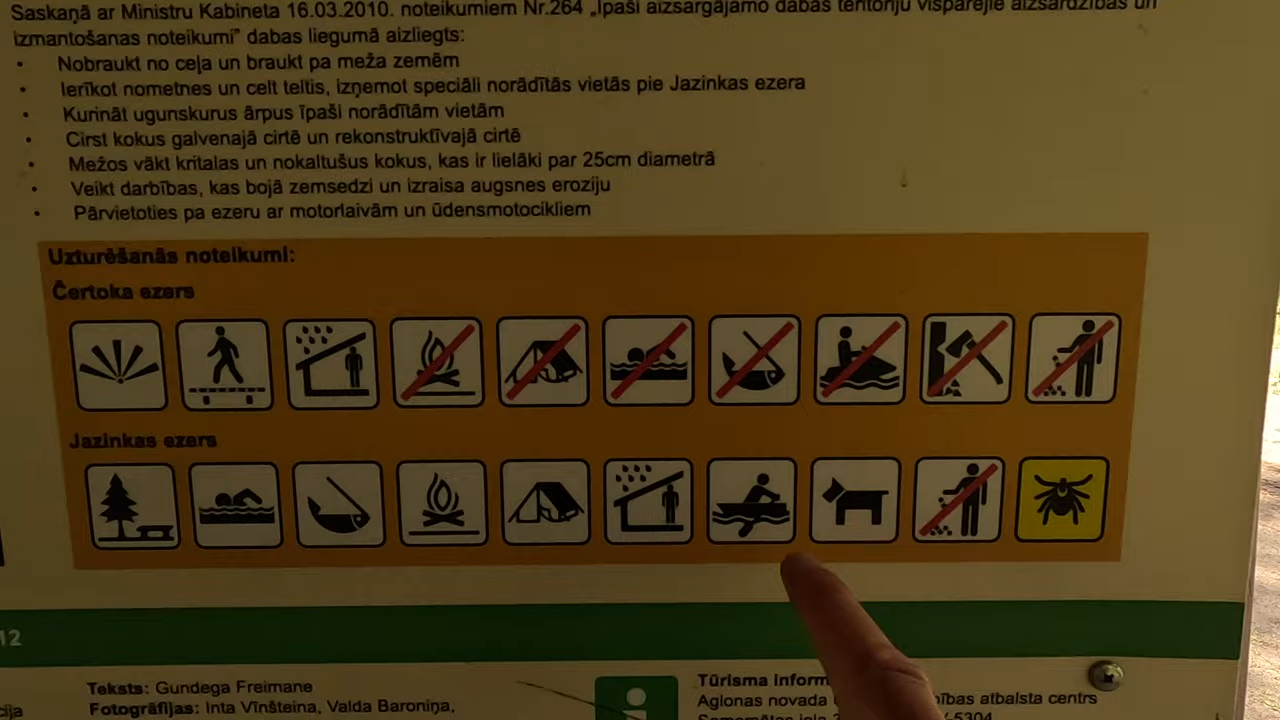 Saskaņā ar Ministru Kabineta 16.03.2010. noteikumiem Nr.264 „Īpaši aizsargājamo dabas teritoriju vispārējie aizsardzības un
izmantošanas noteikumi” dabas liegumā aizliegts:
• Nobraukt no ceļa un braukt pa meža zemēm
• Ierīkot nometnes un celt teltis, izņemot speciāli norādītās vietās pie Jazinkas ezera
• Kurināt ugunskurus ārpus īpaši norādītām vietām
• Cirst kokus galvenajā cirtē un rekonstruktīvajā cirtē
• Mežos vākt kritalas un nokaltušus kokus, kas ir lielāki par 25cm diametrā
• Veikt darbības, kas bojā zemsedzi un izraisa augsnes eroziju
• Pārvietoties pa ezeru ar motorlaivām un ūdensmotocikliem
Uzturēšanās noteikumi:
Čertoka ezers
Jazinkas ezers
12
Teksts: Gundega Freimane
Fotogrāfijas: Inta Vīnšteina, Valda Baroniņa,
i
Tūrisma inform
Aglonas novada bības atbalsta centrs
-5304